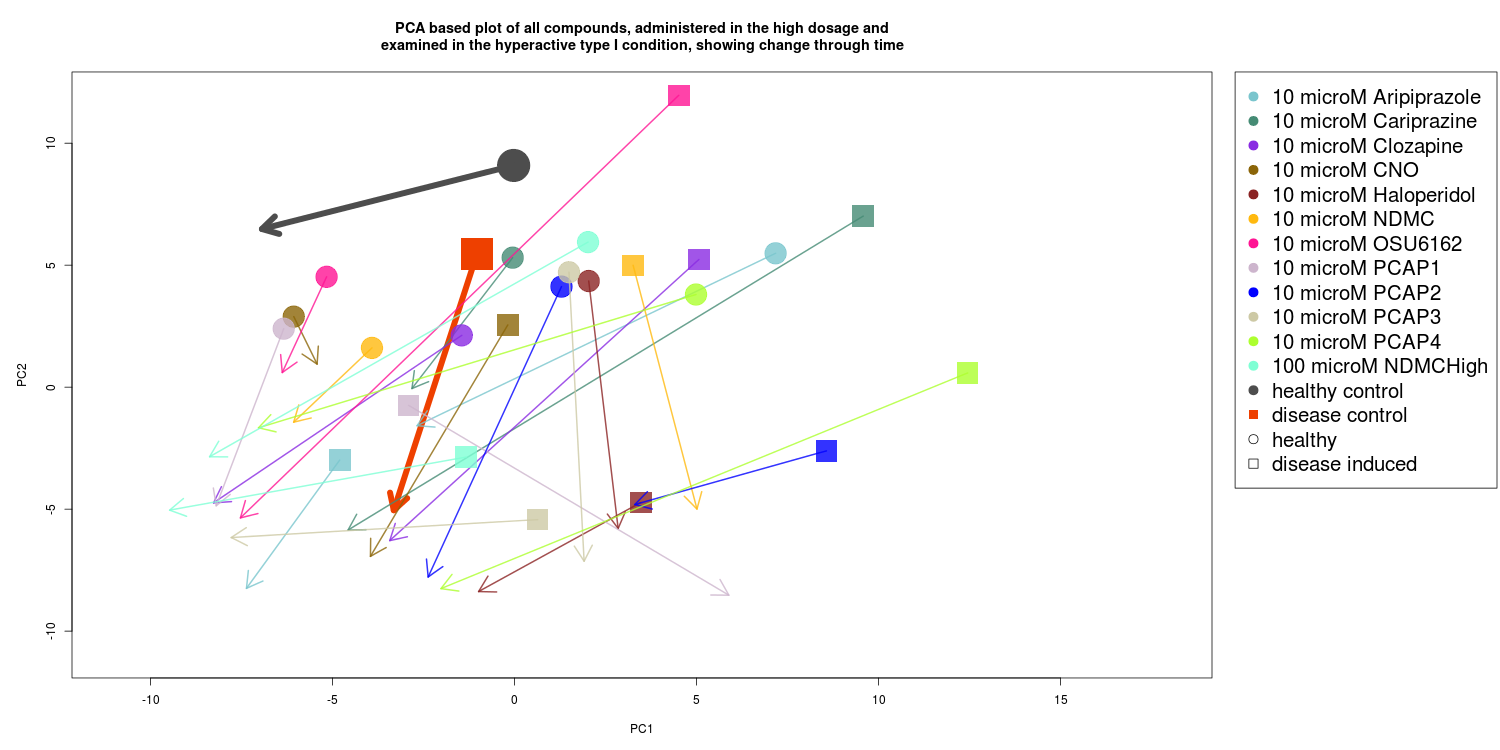 PCA based plot of all compounds, administered in the high dosage and
examined in the hyperactive type I condition, showing change through time
10 microM Aripiprazole
10 microM Cariprazine
10 microM Clozapine
10 microM CNO
10 microM Haloperidol
10 microM NDMC
10 microM OSU6162
10 microM PCAP1
10 microM PCAP2
10 microM PCAP3
10 microM PCAP4
100 microM NDMCHigh
healthy control
disease control
healthy
disease induced
PC2
10
5
0
-5
-10
-10
-5
0
5
10
15
PC1